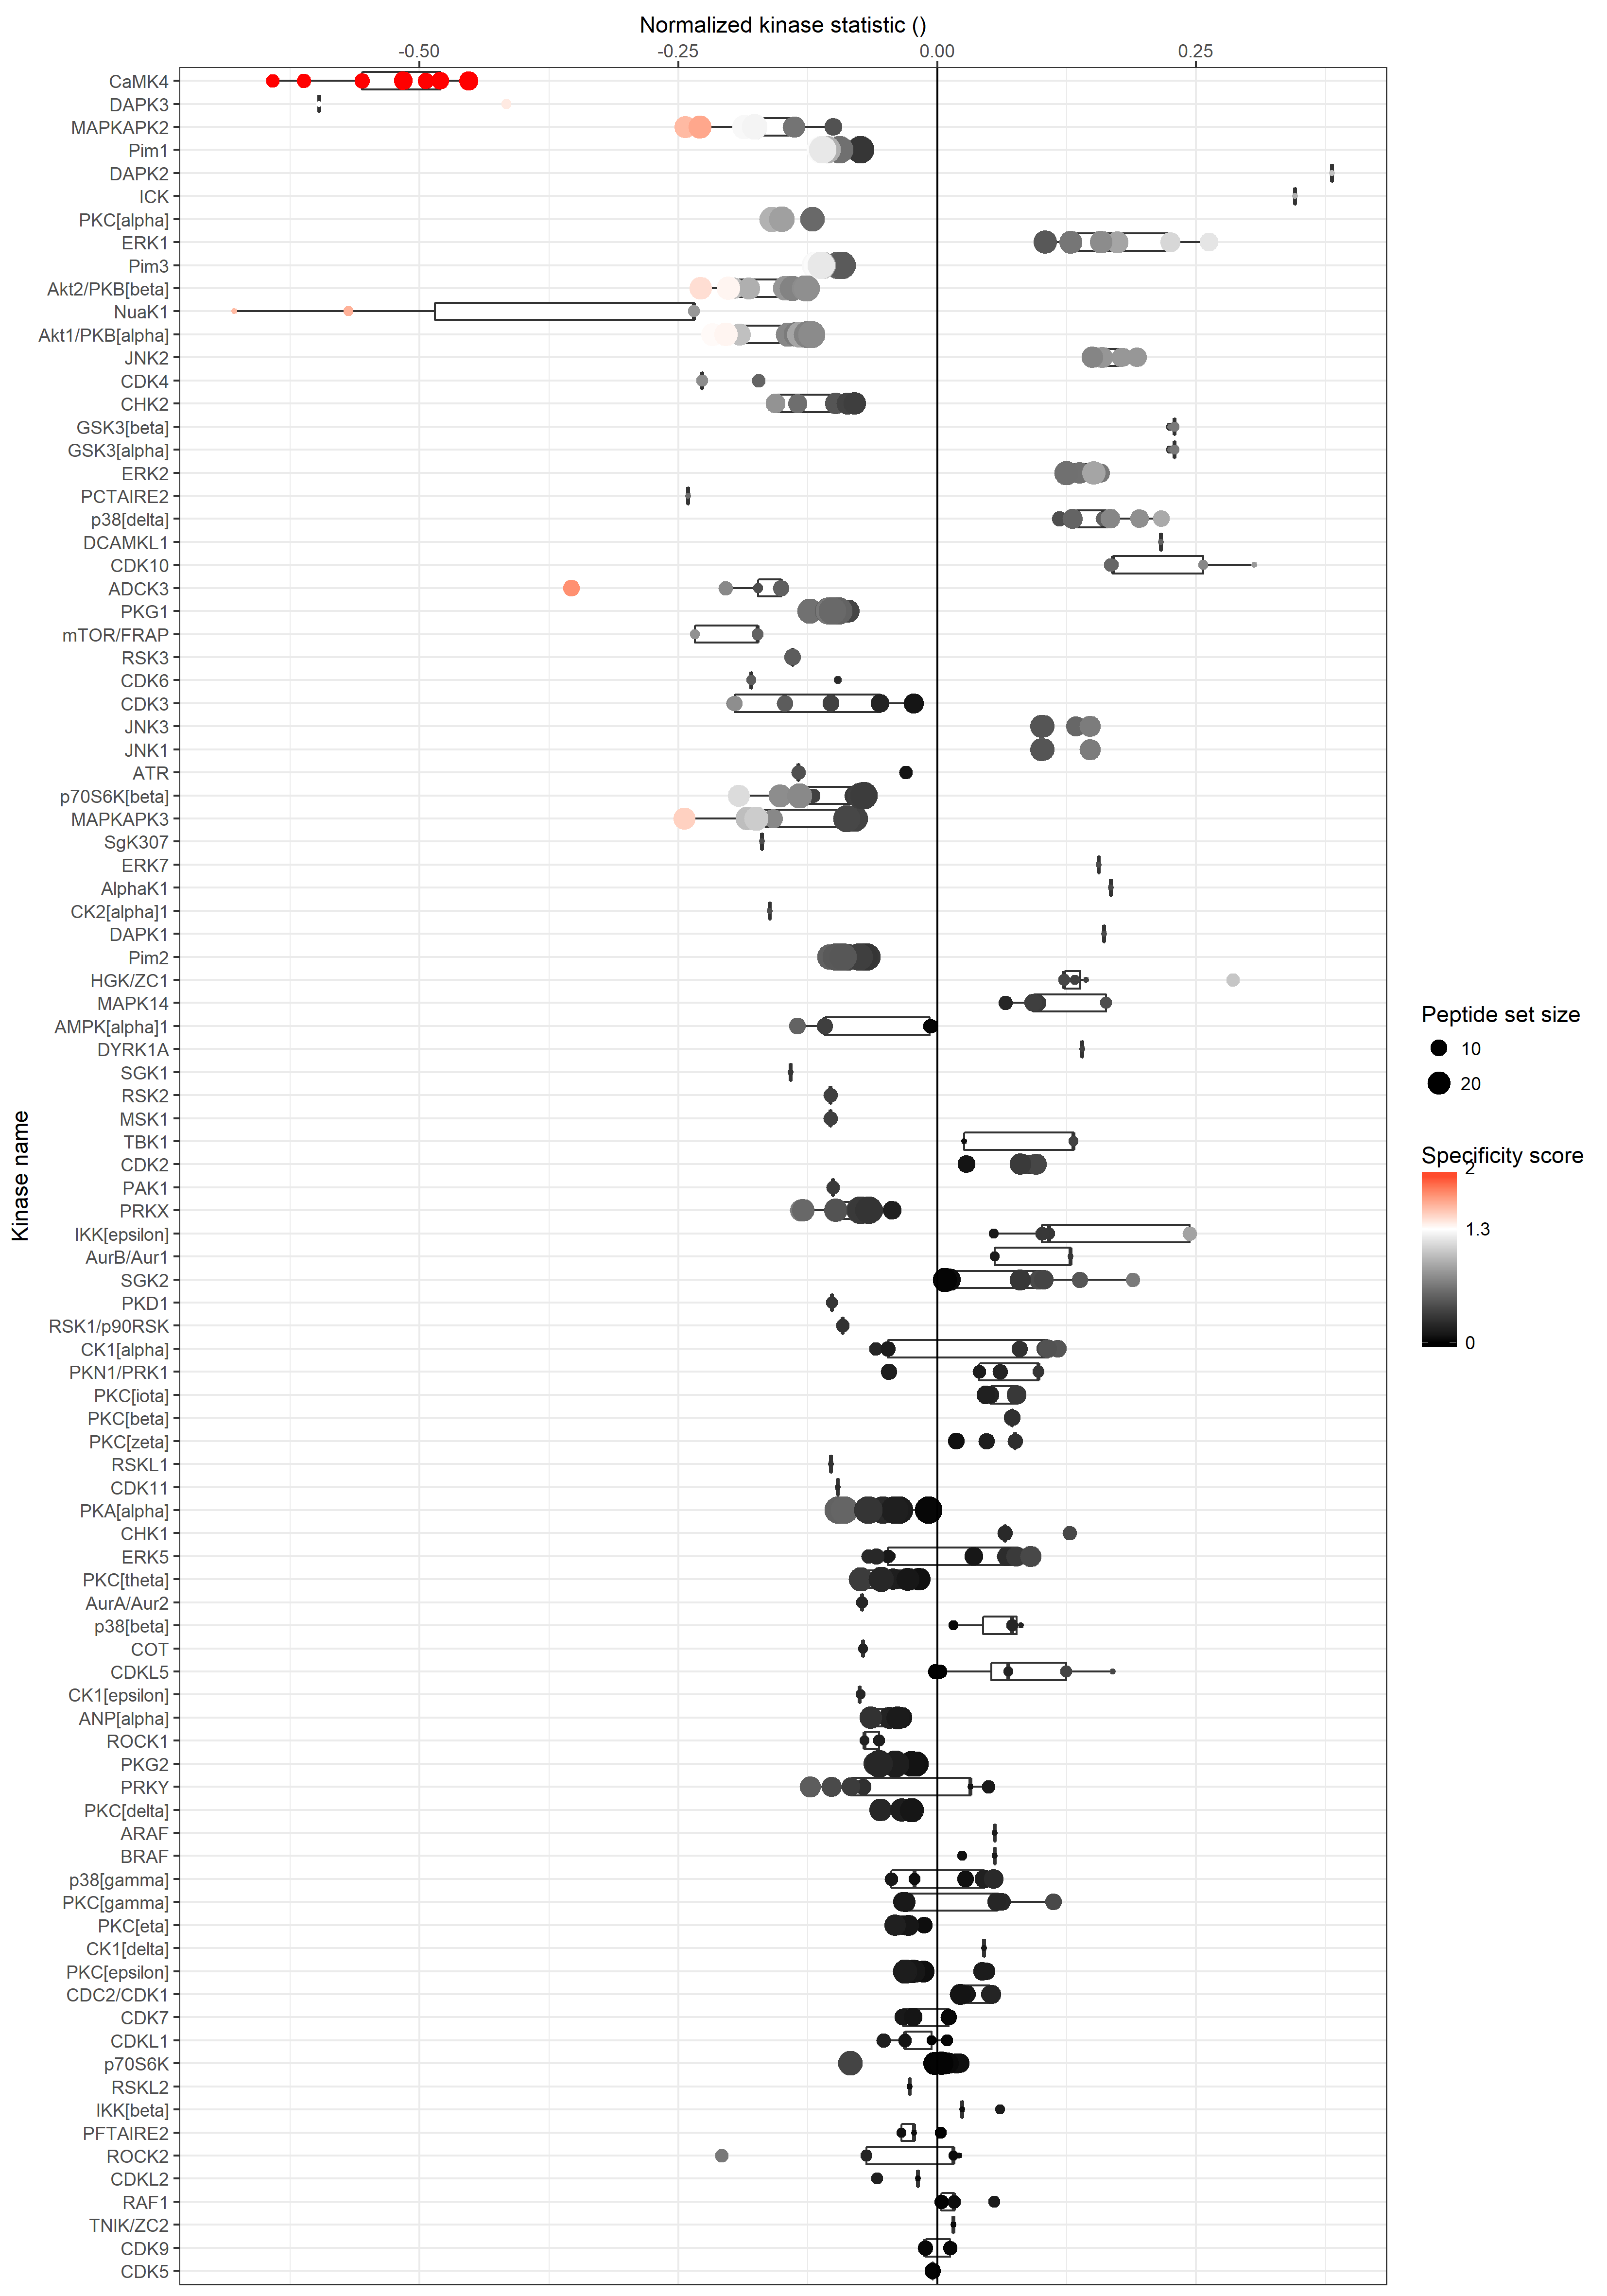 Normalized kinase statistic ()
-0.50 -0.25 0.00 0.25
CaMK4
DAPK3
MAPKAPK2
Pim1
DAPK2
ICK
PKC[alpha]
ERK1
Pim3
Akt2/PKB[beta]
NuaK1
Akt1/PKB[alpha]
JNK2
CDK4
CHK2
GSK3[beta]
GSK3[alpha]
ERK2
PCTAIRE2
p38[delta]
DCAMKL1
CDK10
ADCK3
PKG1
mTOR/FRAP
RSK3
CDK6
CDK3
JNK3
JNK1
ATR
p70S6K[beta]
MAPKAPK3
SgK307
ERK7
AlphaK1
CK2[alpha]1
DAPK1
Pim2
HGK/ZC1
MAPK14
AMPK[alpha]1
DYRK1A
SGK1
RSK2
MSK1
TBK1
CDK2
PAK1
PRKX
IKK[epsilon]
AurB/Aur1
SGK2
PKD1
RSK1/p90RSK
CK1[alpha]
PKN1/PRK1
PKC[iota]
PKC[beta]
PKC[zeta]
RSKL1
CDK11
PKA[alpha]
CHK1
ERK5
PKC[theta]
AurA/Aur2
p38[beta]
COT
CDKL5
CK1[epsilon]
ANP[alpha]
ROCK1
PKG2
PRKY
PKC[delta]
ARAF
BRAF
p38[gamma]
PKC[gamma]
PKC[eta]
CK1[delta]
PKC[epsilon]
CDC2/CDK1
CDK7
CDKL1
p70S6K
RSKL2
IKK[beta]
PFTAIRE2
ROCK2
CDKL2
RAF1
TNIK/ZC2
CDK9
CDK5
Kinase name
Peptide set size
10
20
Specificity score
2
1.3
0